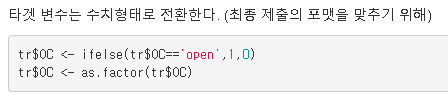 타겟 변수는 수치형태로 전환한다. (최종 제출의 포맷을 맞추기 위해)
tr$OC <- ifelse(tr$OC=='open',1,0)
tr$OC <- as.factor(tr$OC)